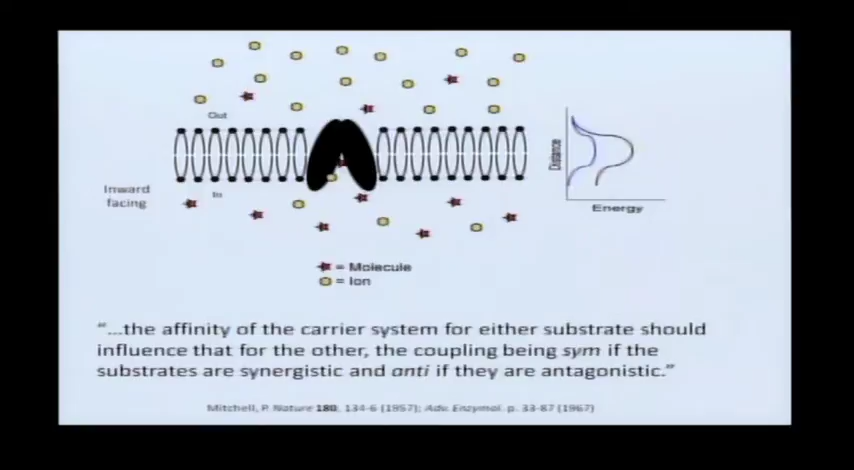 Out
Distance
Inward
facing
In
Energy
= Molecule
= Ion
"...the affinity of the carrier system for either substrate should
influence that for the other, the coupling being sym if the
substrates are synergistic and anti if they are antagonistic."
Mitchell, P. Nature 180, 134-6 (1957); Adv. Enzymol. p. 33-87 (1967)